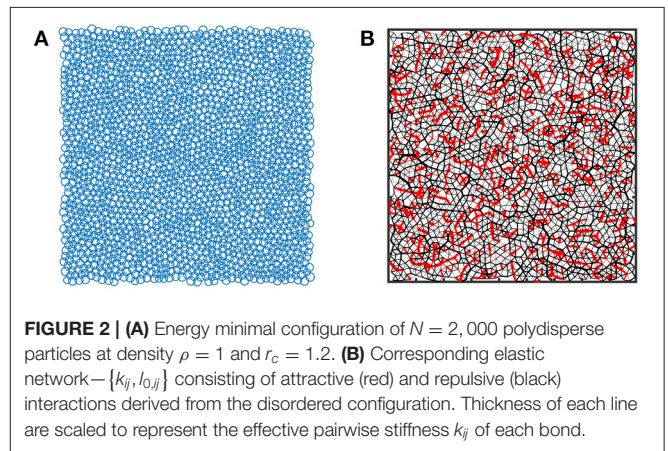 A
B
FIGURE 2 | (A) Energy minimal configuration of N = 2, 000 polydisperse
particles at density ρ = 1 and r_c = 1.2. (B) Corresponding elastic
network—{k_ij, l_0,ij} consisting of attractive (red) and repulsive (black)
interactions derived from the disordered configuration. Thickness of each line
are scaled to represent the effective pairwise stiffness k_ij of each bond.